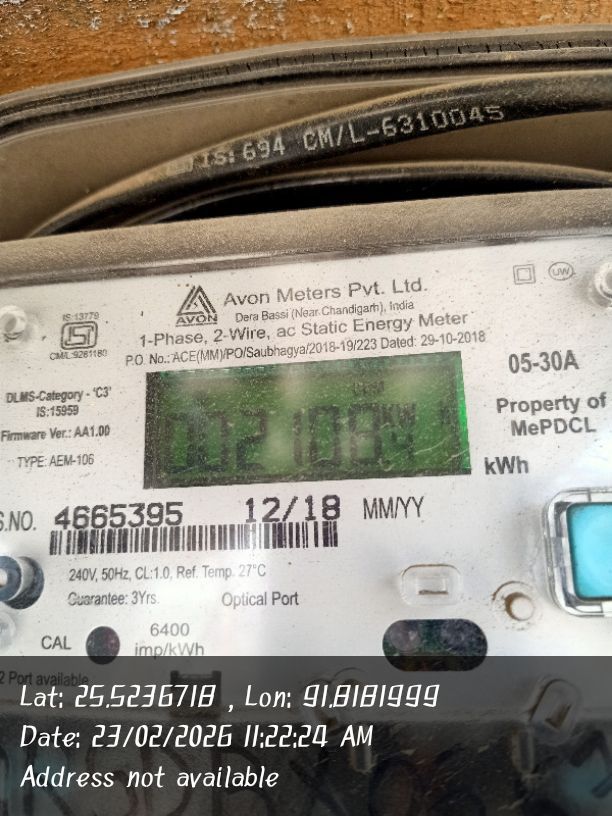 IS: 694 CM/L-6310045
AVON
Avon Meters Pvt. Ltd.
Dera Bassi (Near Chandigarh), India
UW
1-Phase, 2-Wire, ac Static Energy Meter
P.O. No.: ACE(MM)/PO/Saubhagya/2018-19/223 Dated: 29-10-2018
IS:13779
CM/L:9261160
DLMS-Category - 'C3'
IS:15959
Firmware Ver.: AA1.00
TYPE: AEM-106
05-30A
Property of
MePDCL
kWh
S.NO. 4665395 12/18 MM/YY
240V, 50Hz, CL:1.0, Ref. Temp. 27°C
Guarantee: 3Yrs. Optical Port
CAL 6400
imp/kWh
Port available
Lat: 25.5236718 , Lon: 91.8181999
Date: 23/02/2026 11:22:24 AM
Address not available